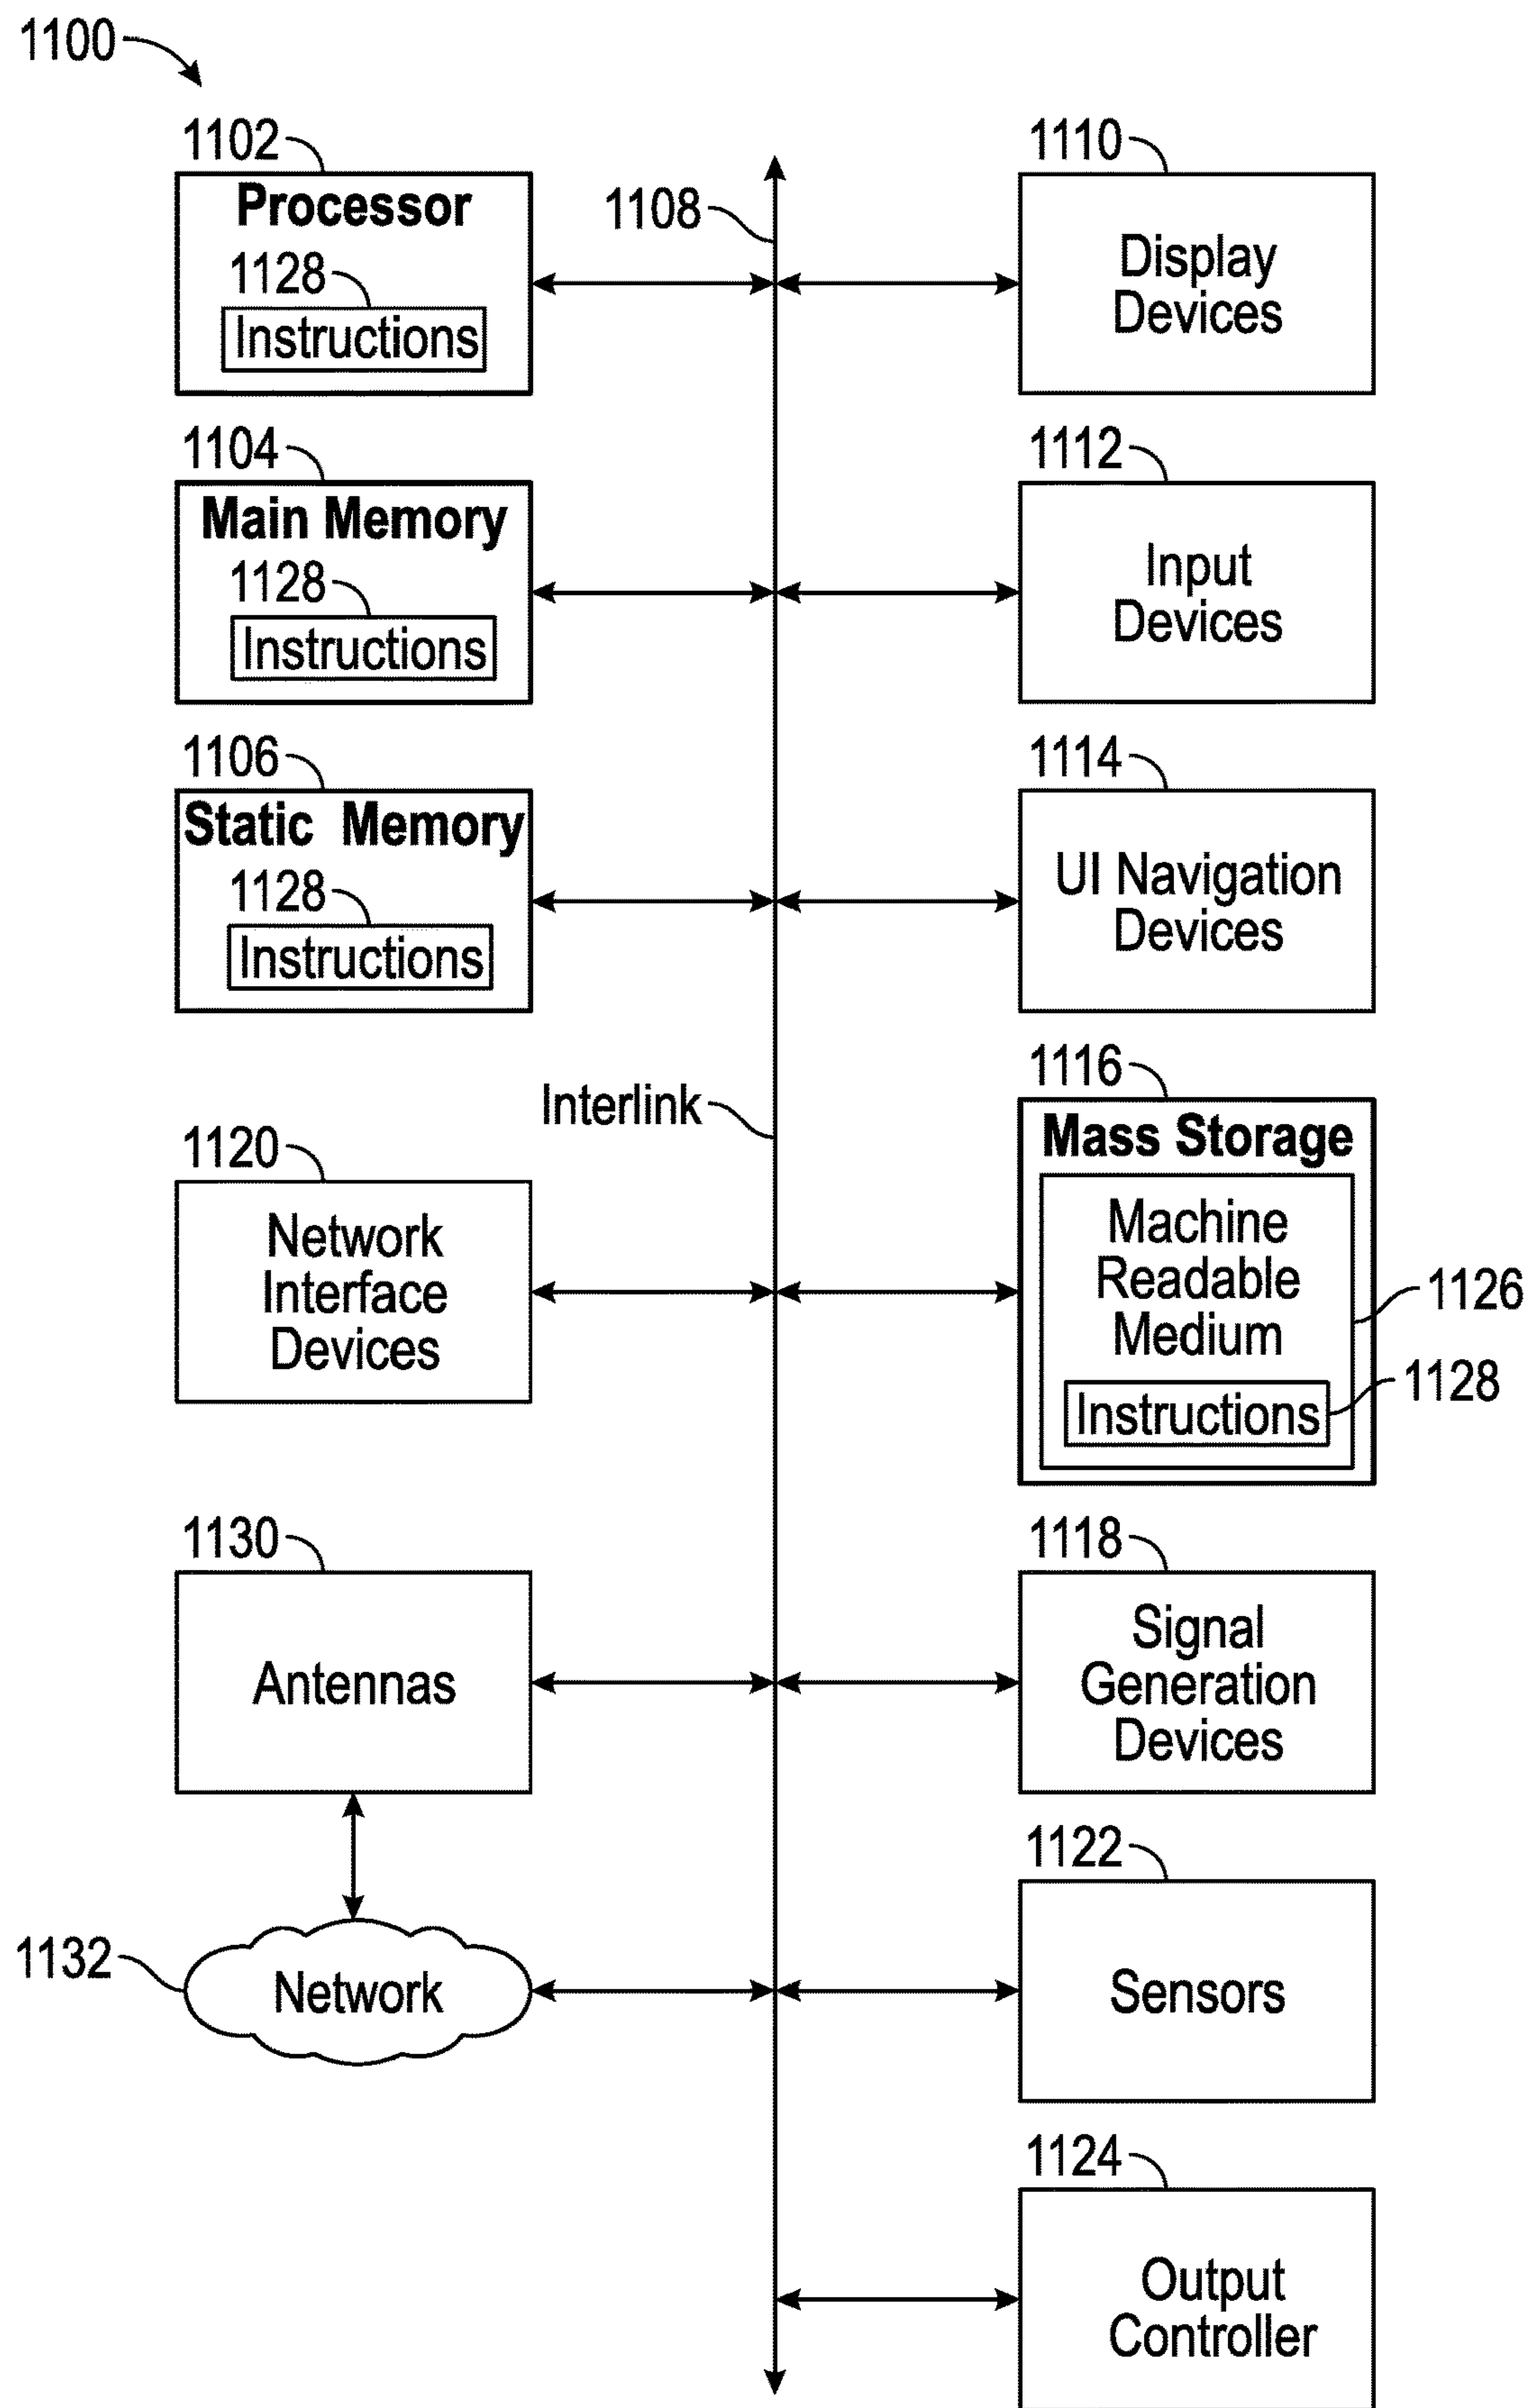 1100
1102
Processor
1128
Instructions
1108
1110
Display
Devices
1104
Main Memory
1128
Instructions
1112
Input
Devices
1106
Static Memory
1128
Instructions
1114
UI Navigation
Devices
Interlink
1120
Network
Interface
Devices
1116
Mass Storage
Machine
Readable
Medium
1126
Instructions
1128
1130
Antennas
1118
Signal
Generation
Devices
1132
Network
1122
Sensors
1124
Output
Controller